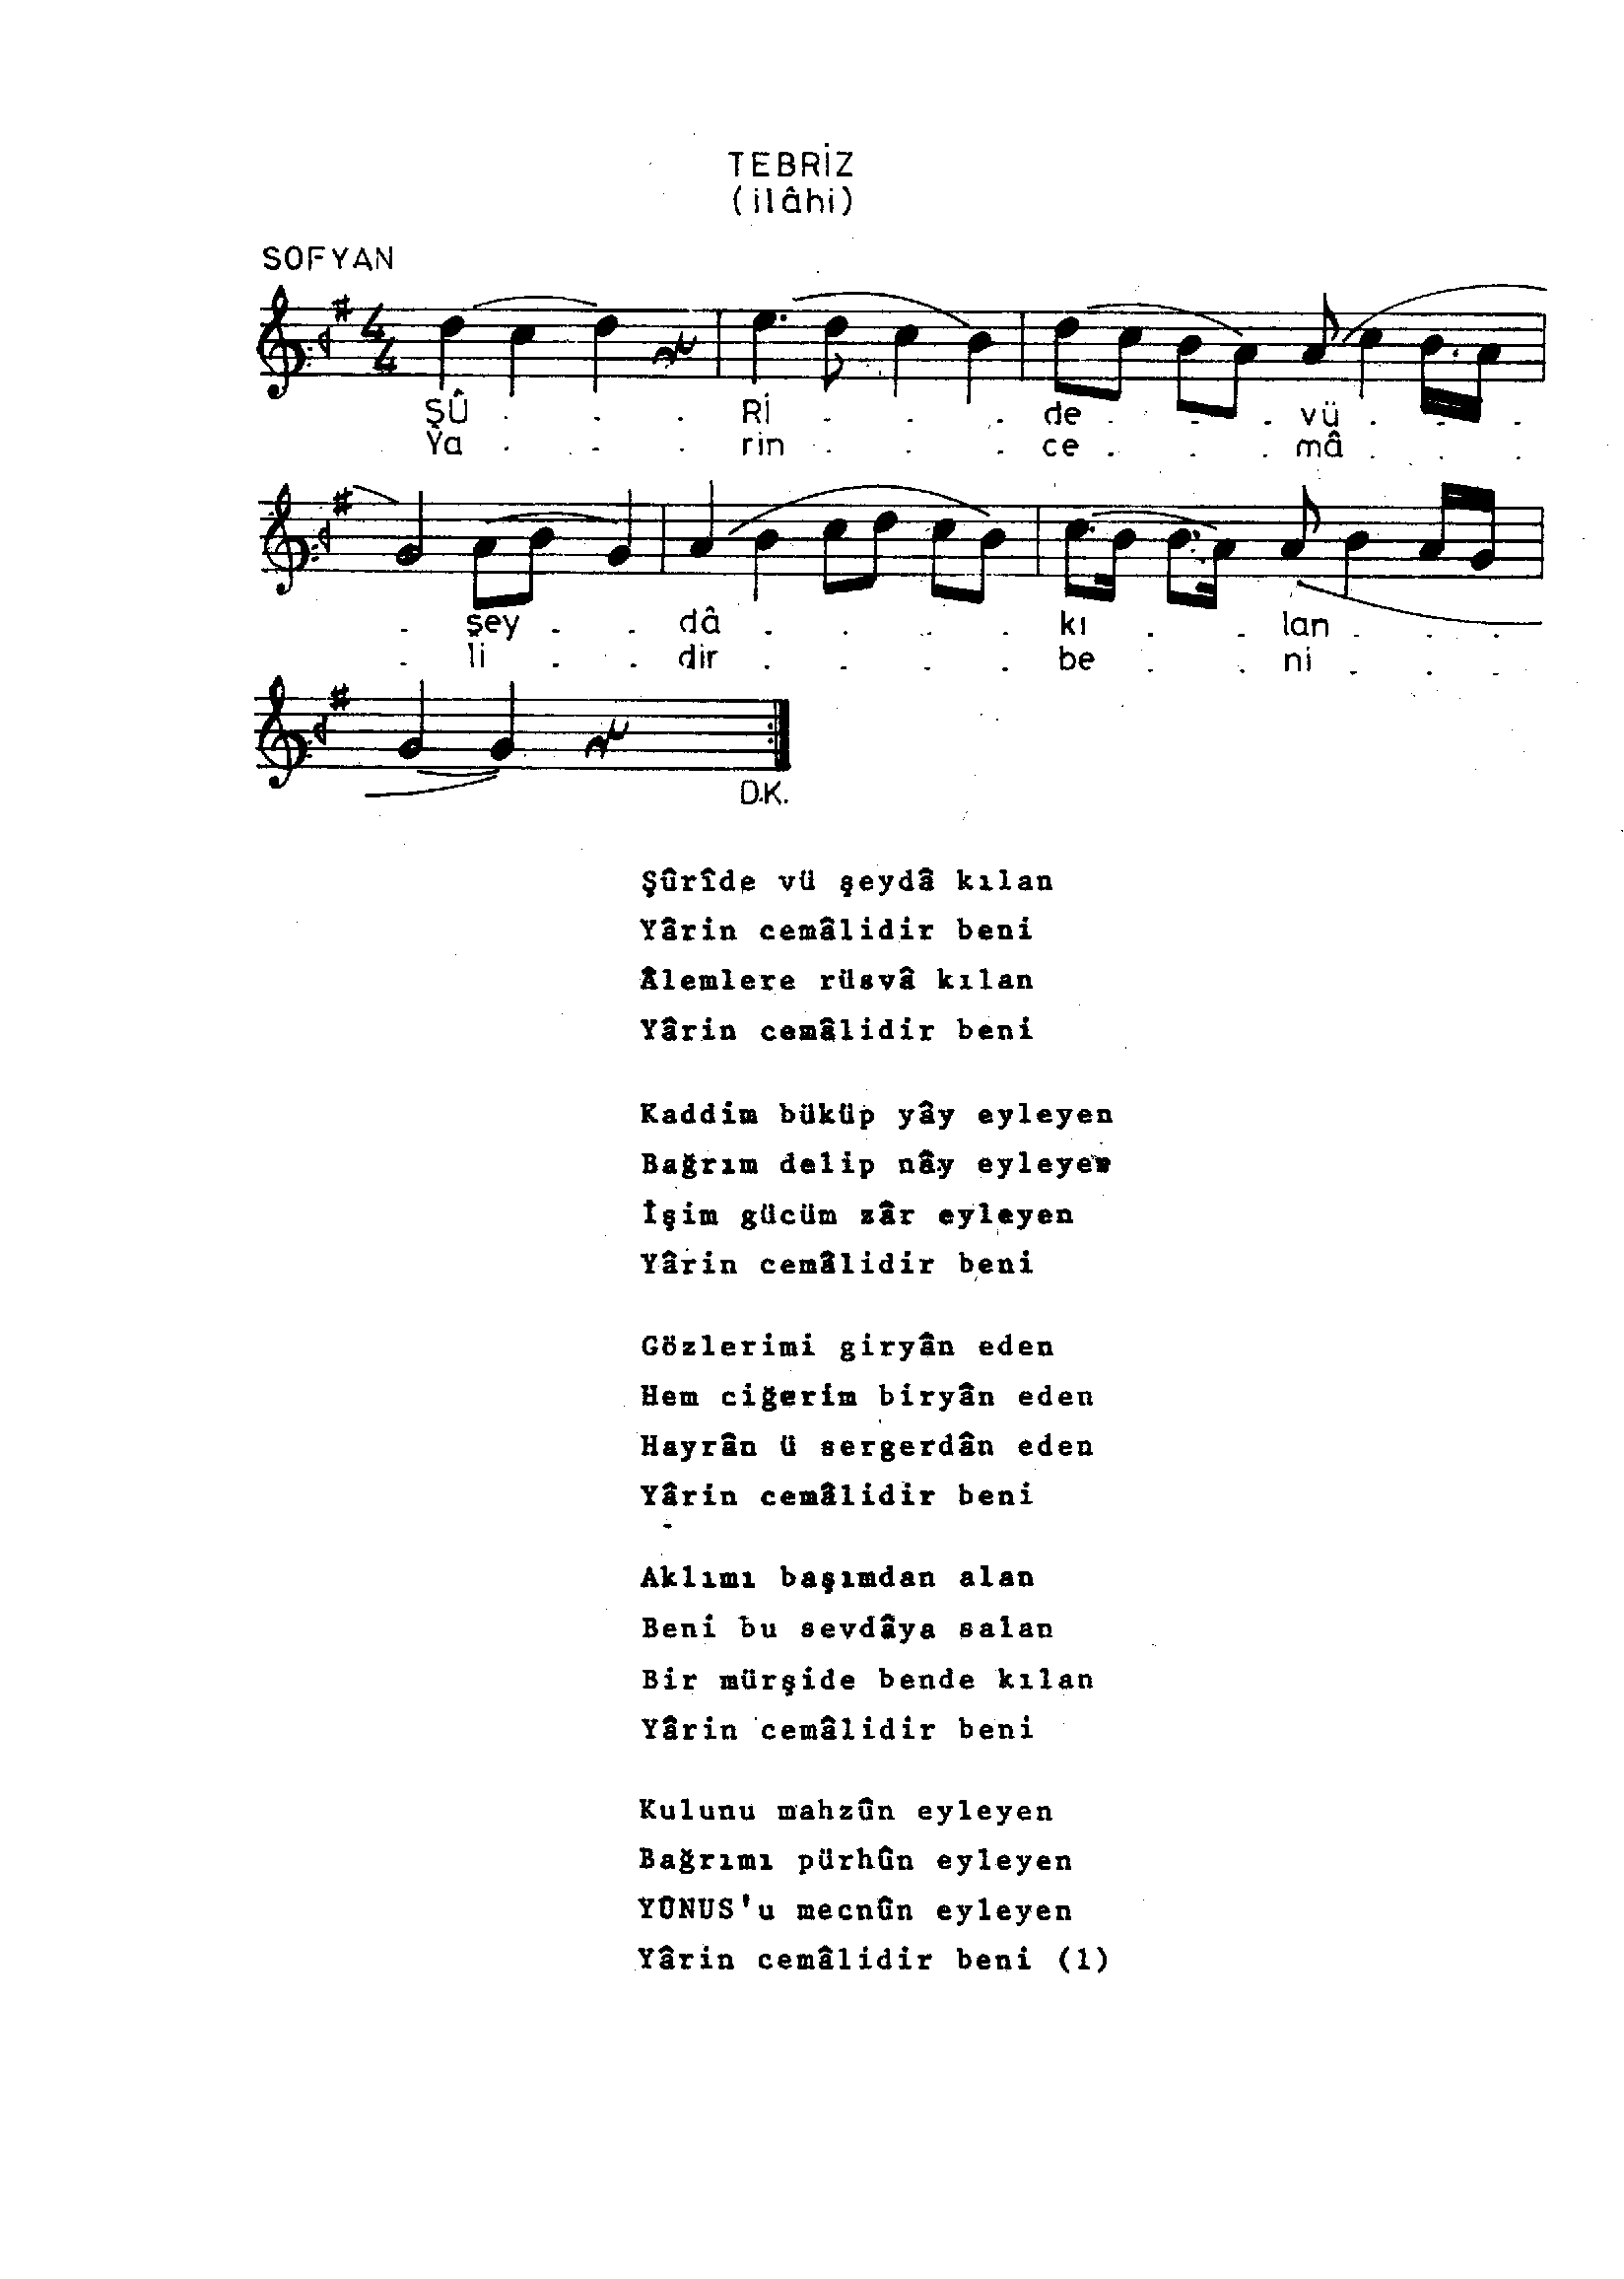 TEBRİZ
(ilâhi)
SOFYAN
4
4
ŞÛ . . . Rİ . . . de . . . vü . . .
Ya . . . rin . . . ce . . . mâ . . .
. şey . . dâ . . . . kı . . lan . . .
. li . . dir . . . . be . . ni . . .
D.K.
Şûrîde vü şeydâ kılan
Yârin cemâlidir beni
Âlemlere rüsvâ kılan
Yârin cemâlidir beni
Kaddim büküp yây eyleyen
Bağrım delip nây eyleyen
İşim gücüm zâr eyleyen
Yârin cemâlidir beni
Gözlerimi giryân eden
Hem ciğerim biryân eden
Hayrân ü sergerdân eden
Yârin cemâlidir beni
Aklımı başımdan alan
Beni bu sevdâya salan
Bir mürşide bende kılan
Yârin cemâlidir beni
Kulunu mahzûn eyleyen
Bağrımı pürhûn eyleyen
YÛNUS'u mecnûn eyleyen
Yârin cemâlidir beni (1)